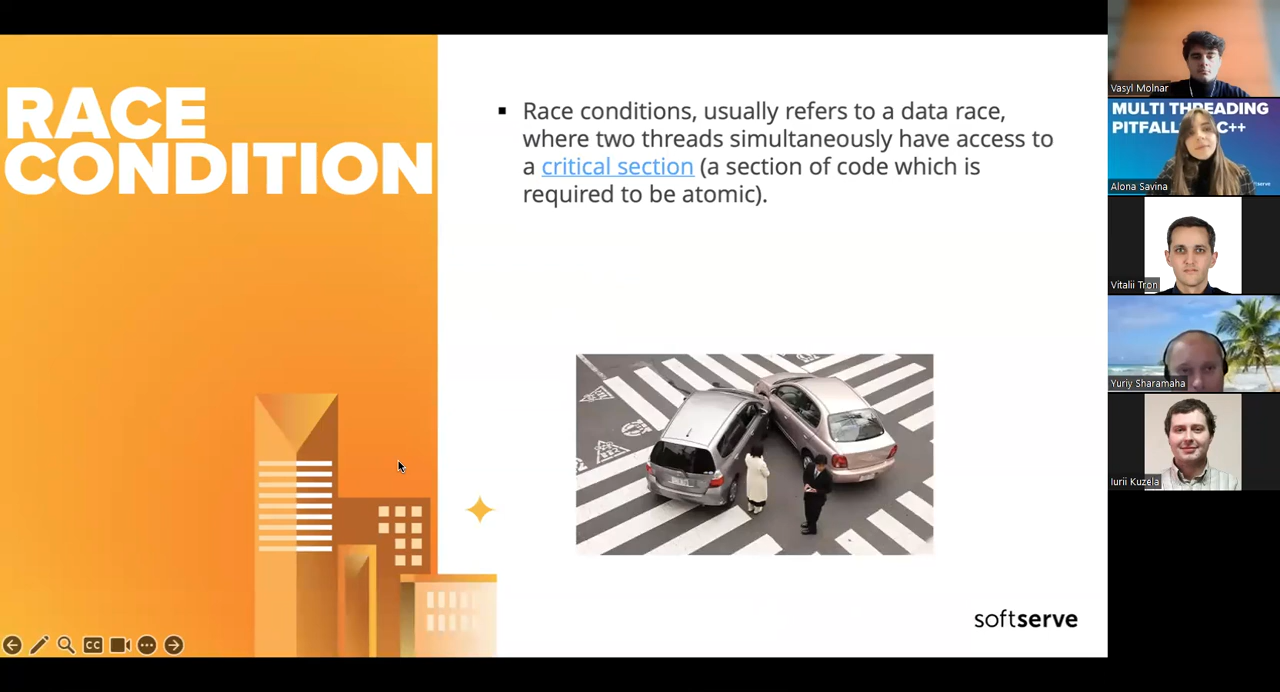 RACE
CONDITION
▪ Race conditions, usually refers to a data race,
where two threads simultaneously have access to
a critical section (a section of code which is
required to be atomic).
softserve
CC
Vasyl Molnar
MULTI THREADING
C++
Alona Savina
Vitalii Tron
Yuriy Sharamaha
Iurii Kuzela